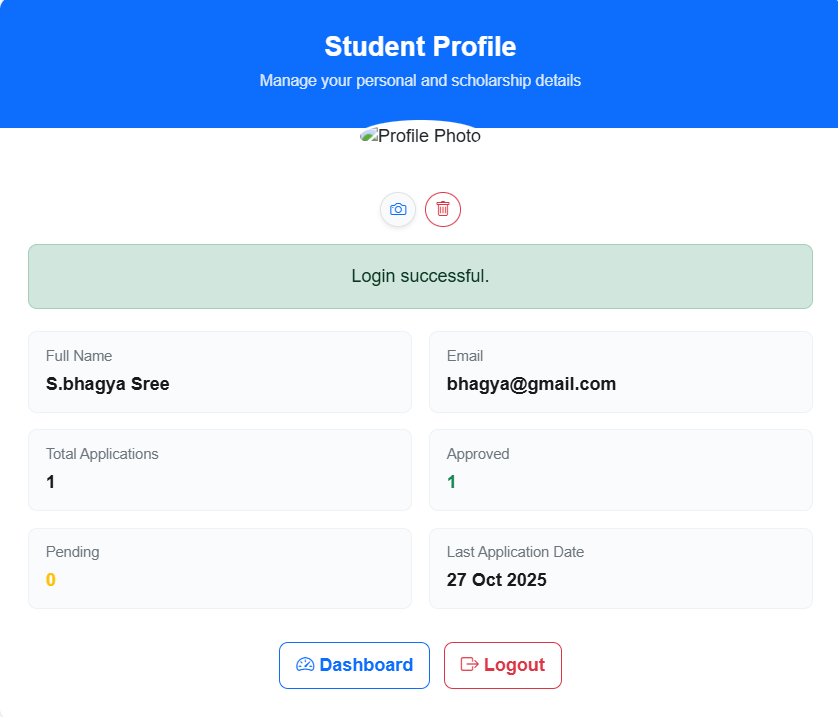 Student Profile
Manage your personal and scholarship details
Profile Photo
Login successful.
Full Name
S.bhagya Sree
Email
bhagya@gmail.com
Total Applications
1
Approved
1
Pending
0
Last Application Date
27 Oct 2025
Dashboard
Logout